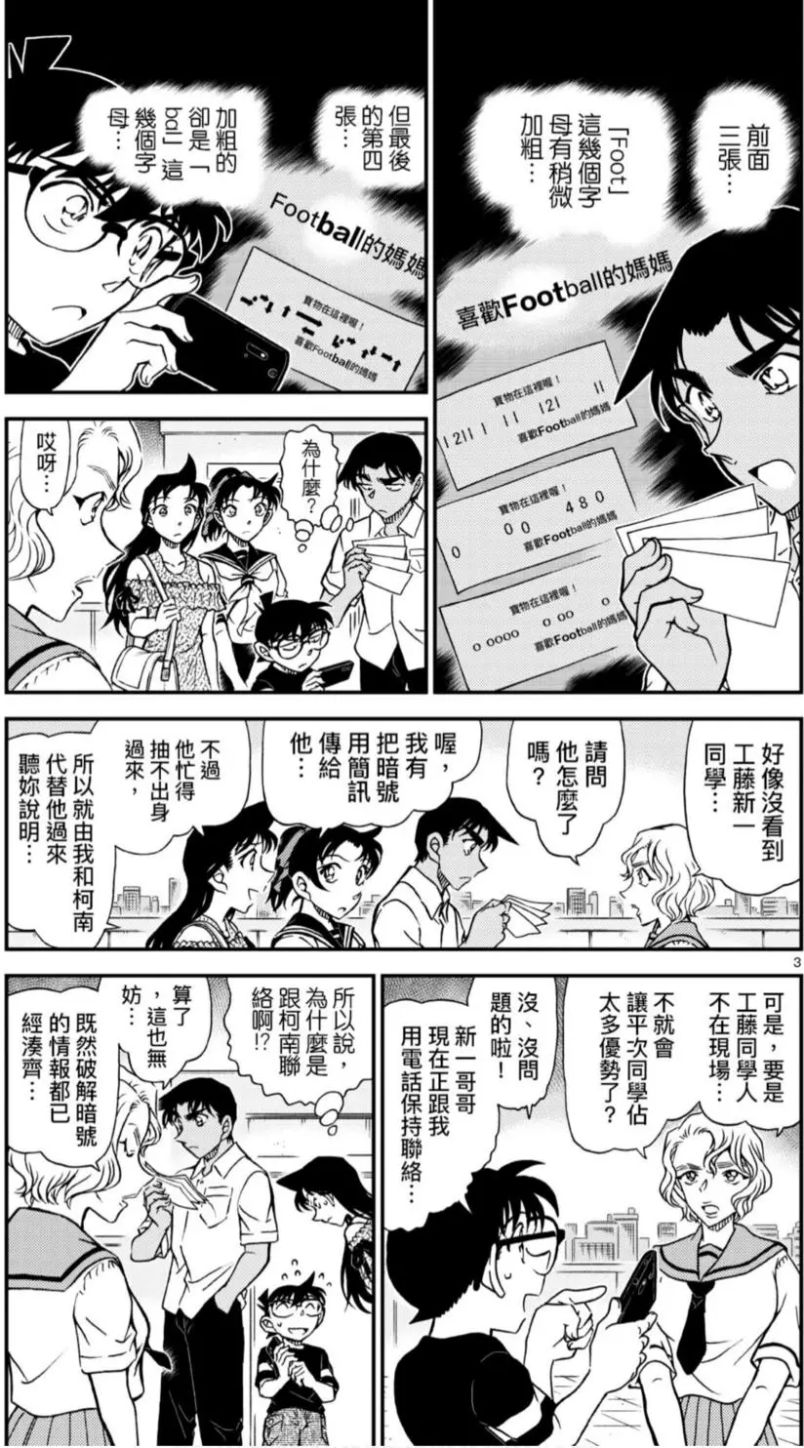 前面
三張…
「Foot」
這幾個字
母有稍微
加粗…
喜歡Football的媽媽
寶物在這裡喔！
喜歡Football的媽媽
寶物在這裡喔！
0 00 480
喜歡Football的媽媽
寶物在這裡喔！
0 0000 0 00 0
喜歡Football的媽媽
但最後
的第四
張…
加粗的
卻是「
bal」這
幾個字
母…
Football的媽媽
寶物在這裡喔！
喜歡Football的媽媽
為什麼？
哎呀…
好像沒看到
工藤新一
同學…
請問
他怎麼了
嗎？
喔，
我有
把暗號
用簡訊
傳給
他…
不過
他忙得
抽不出身
過來，
所以就由我和柯南
代替他過來
聽妳說明…
3
可是，要是
工藤同學人
不在現場…
不就會
讓平次同學佔
太多優勢了？
沒、沒問
題的啦！
新一哥哥
現在正跟我
用電話保持聯絡…
所以說，
為什麼是
跟柯南聯
絡啊!?
算了
，這也無
妨…
既然破解暗號
的情報都已
經湊齊…